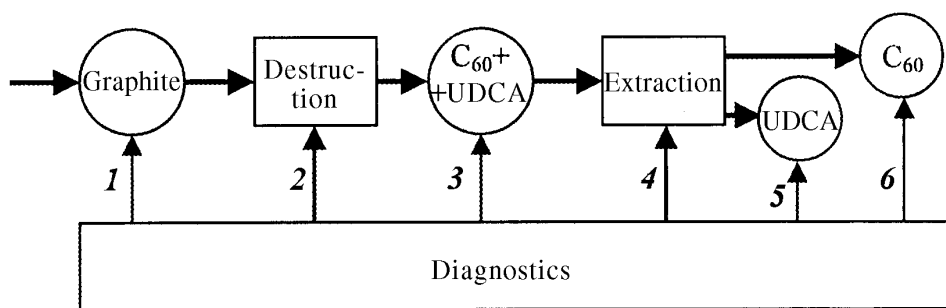 Graphite
Destruc-
tion
C60+
+UDCA
Extraction
UDCA
C60
1
2
3
4
5
6
Diagnostics